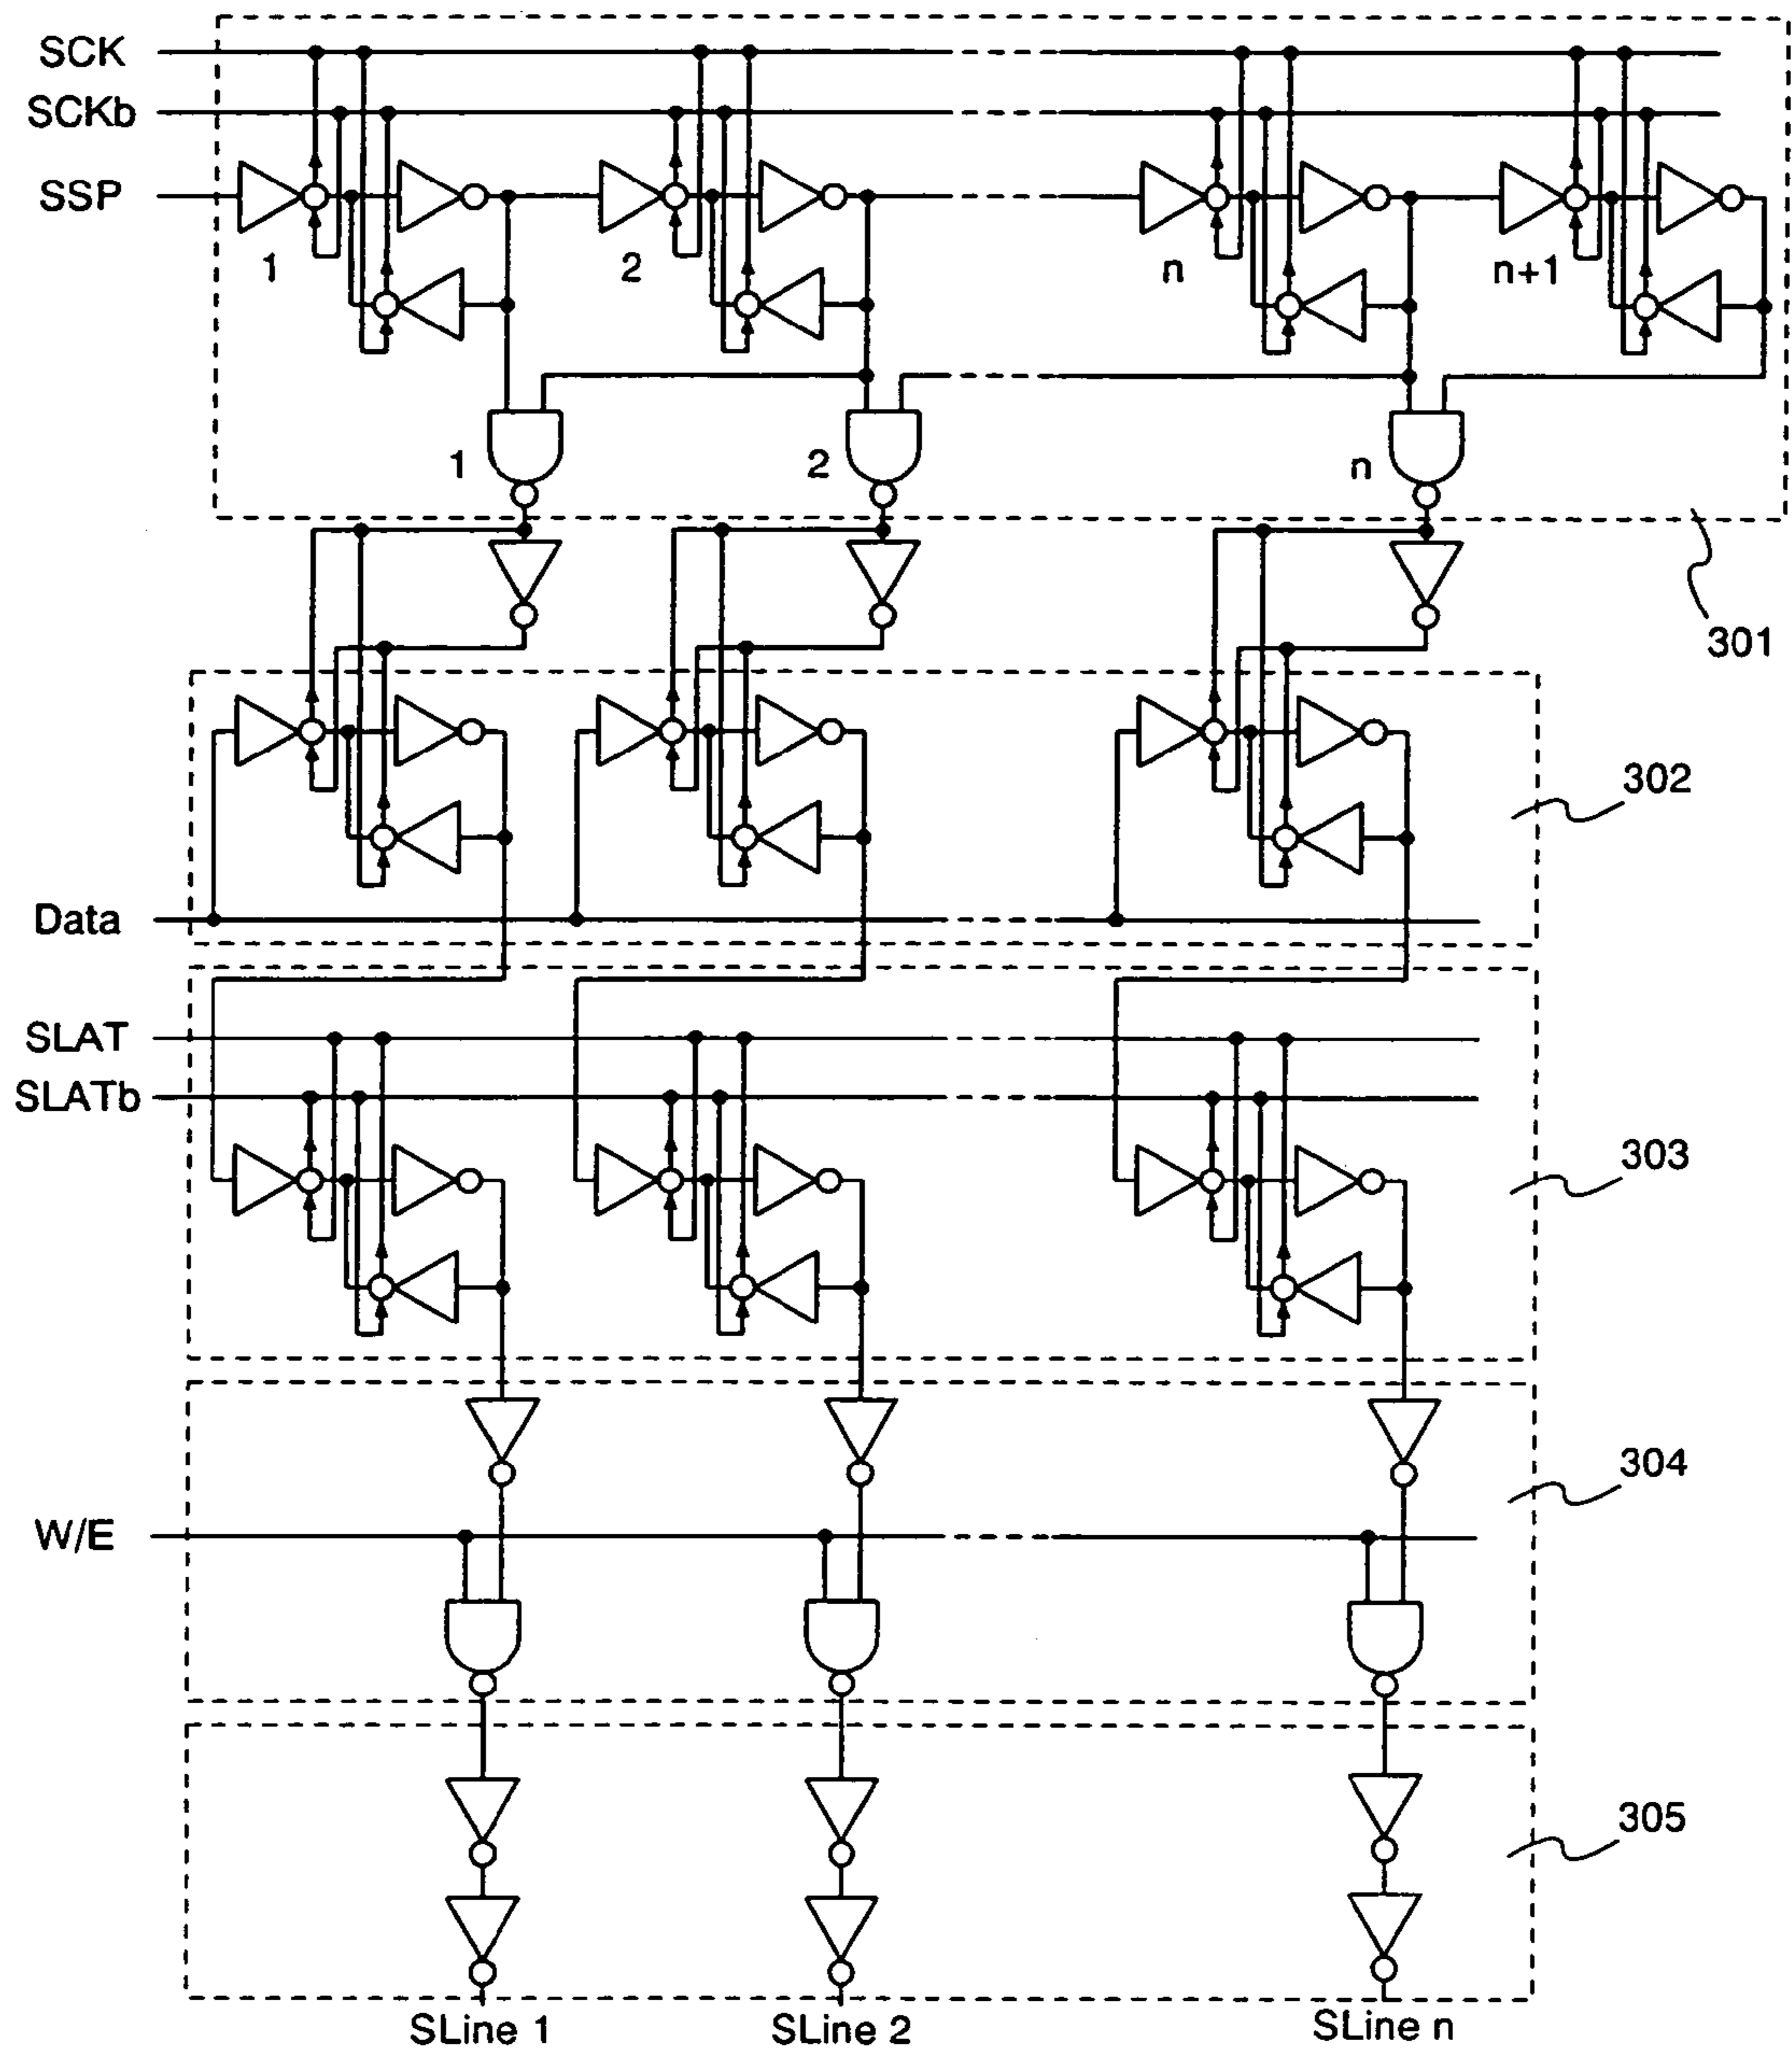 SCK
SCKb
SSP
1
2
n
n+1
1
2
n
301
302
Data
SLAT
SLATb
303
304
W/E
305
SLine 1
SLine 2
SLine n